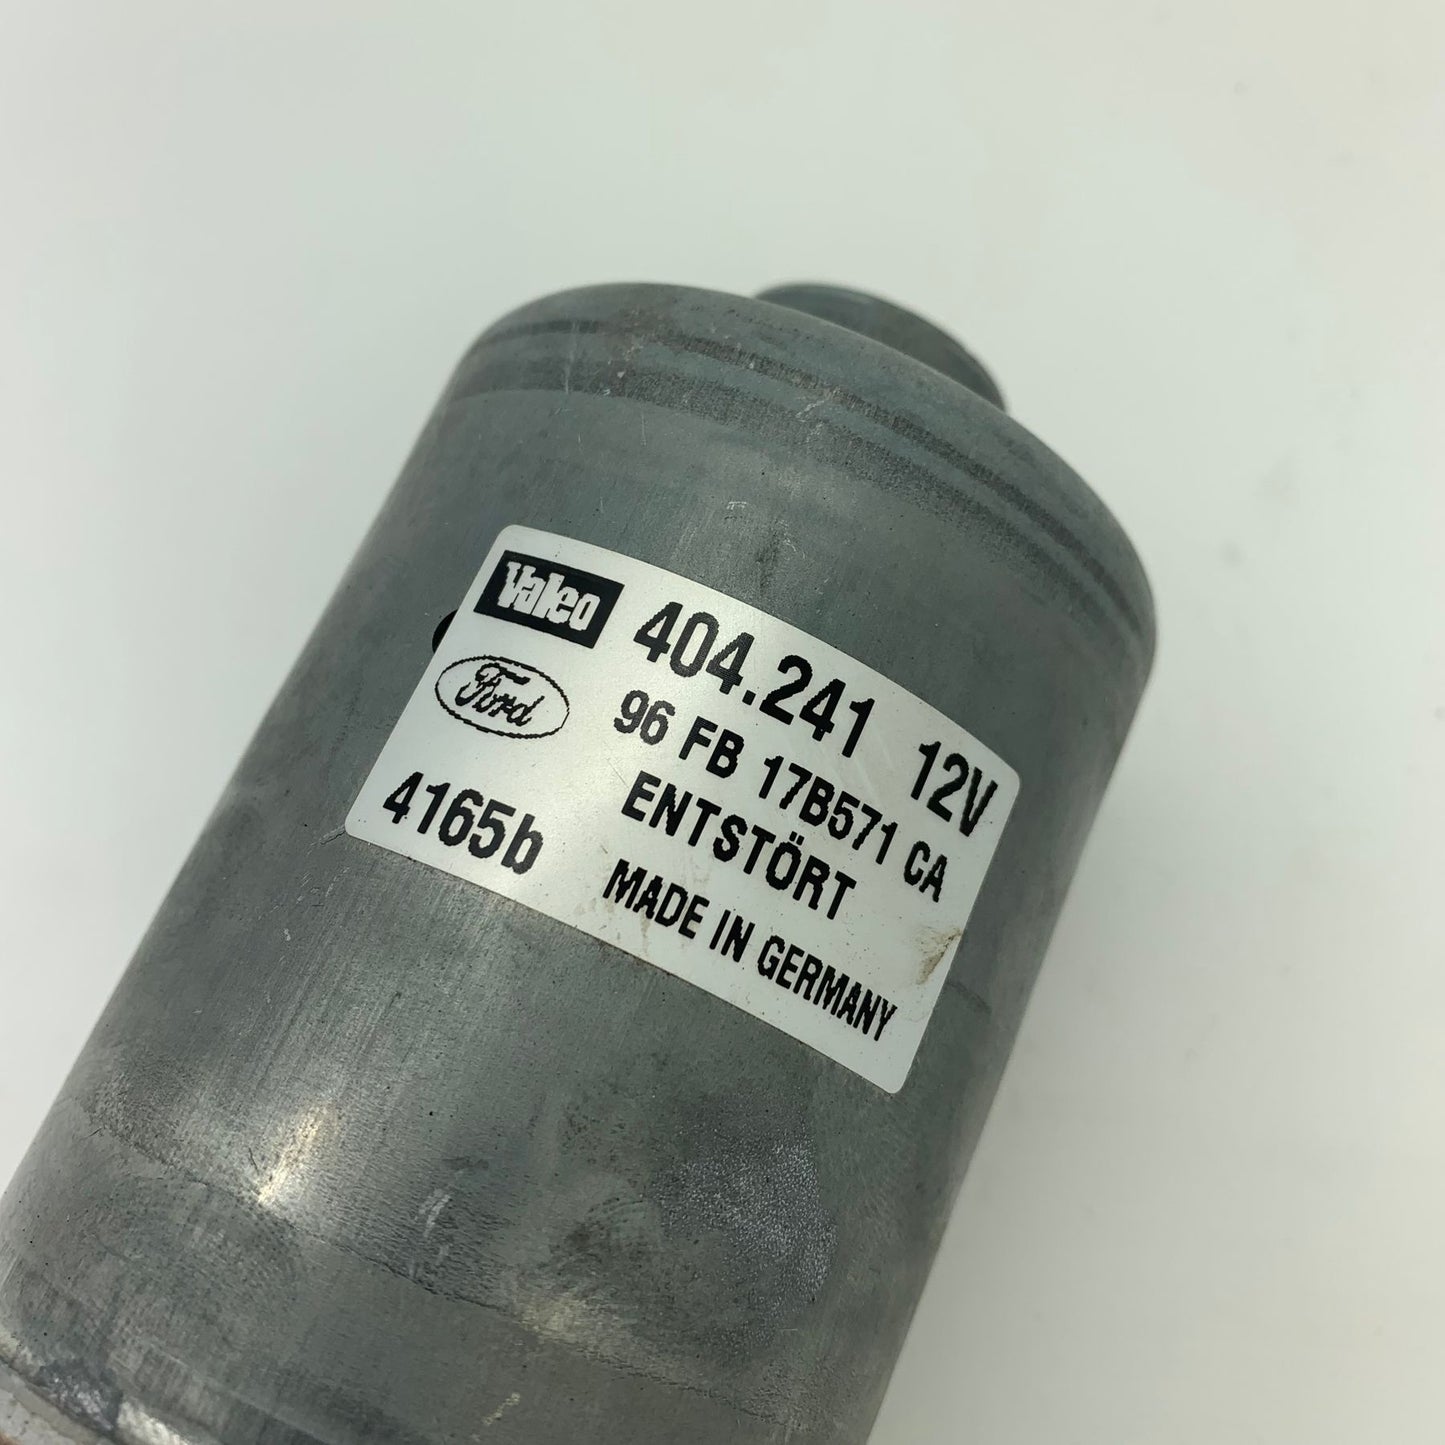 Valeo 404.241 12V
Ford 96 FB 17B571 CA
ENTSTÖRT
4165b MADE IN GERMANY